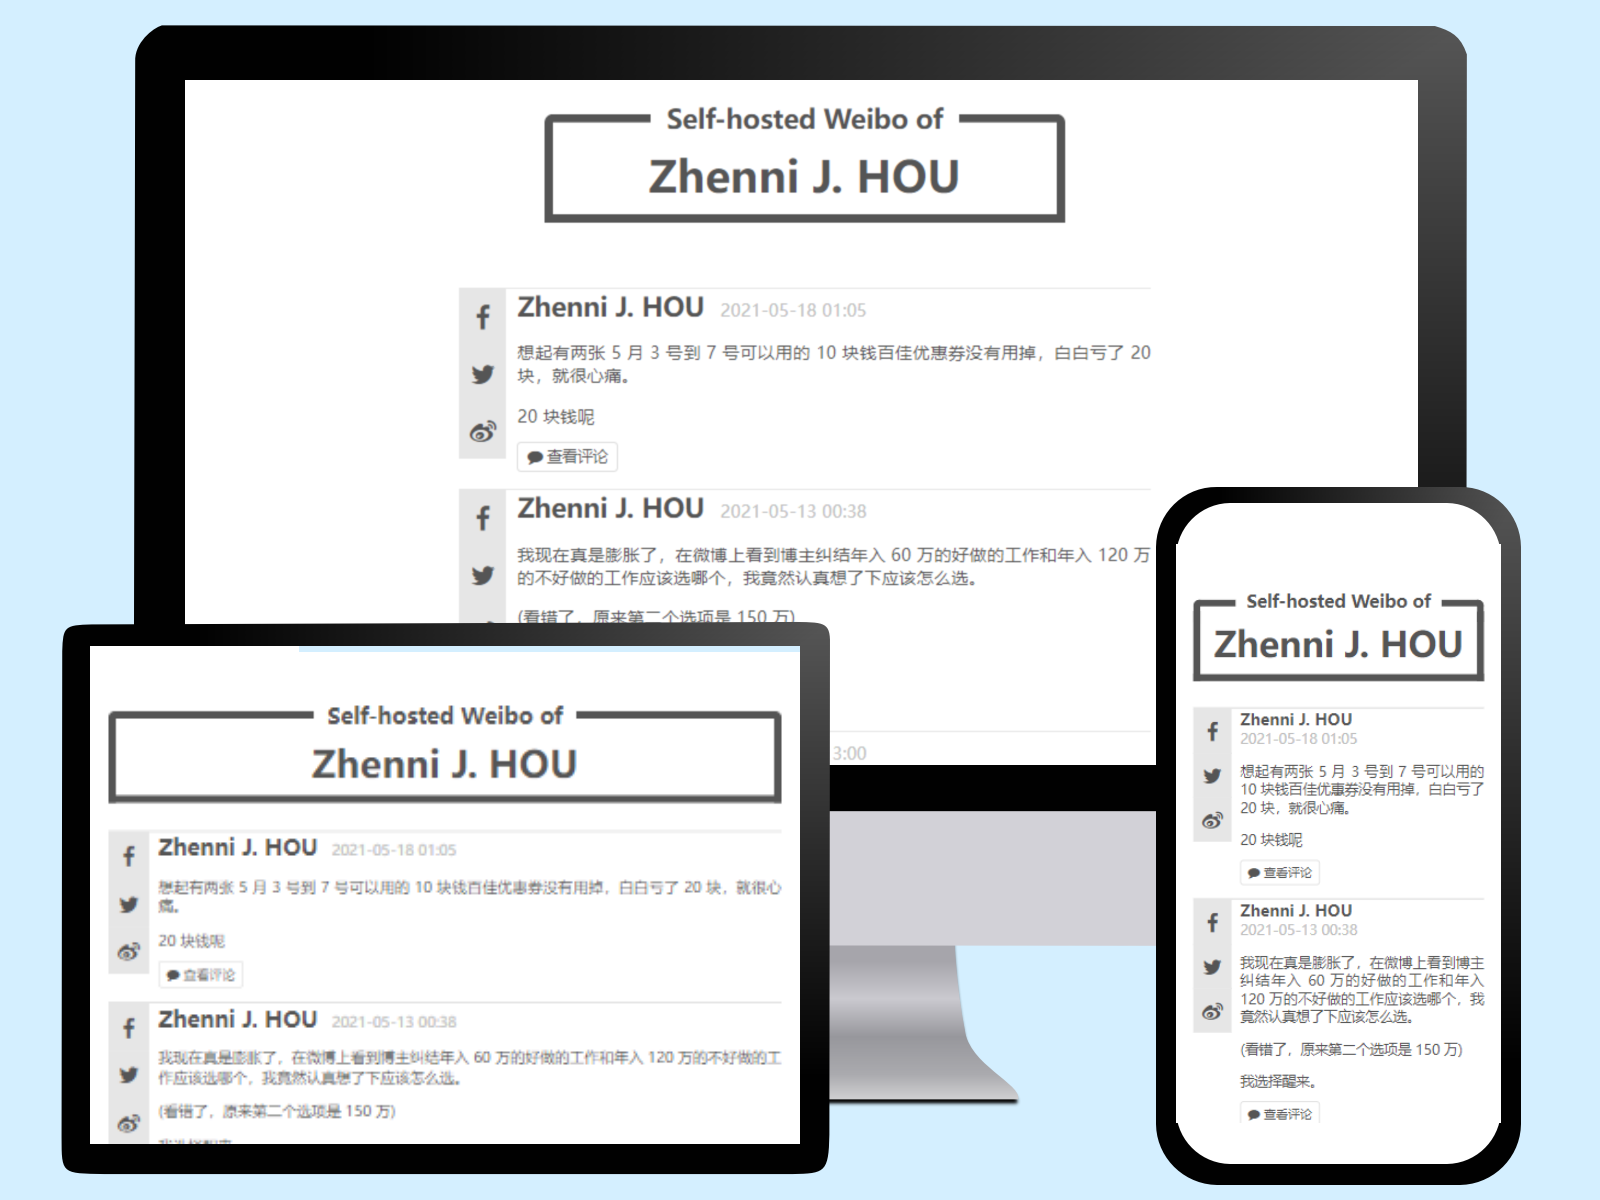 Self-hosted Weibo of
Zhenni J. HOU
Zhenni J. HOU 2021-05-18 01:05
想起有两张 5 月 3 号到 7 号可以用的 10 块钱百佳优惠券没有用掉，白白亏了 20
块，就很心痛。
20 块钱呢
查看评论
Zhenni J. HOU 2021-05-13 00:38
我现在真是膨胀了，在微博上看到博主纠结年入 60 万的好做的工作和年入 120 万
的不好做的工作应该选哪个，我竟然认真想了下应该怎么选。
(看错了，原来第二个选项是 150 万)
3:00
Self-hosted Weibo of
Zhenni J. HOU
Zhenni J. HOU 2021-05-18 01:05
想起有两张 5 月 3 号到 7 号可以用的 10 块钱百佳优惠券没有用掉，白白亏了 20 块，就很心
痛。
20 块钱呢
查看评论
Zhenni J. HOU 2021-05-13 00:38
我现在真是膨胀了，在微博上看到博主纠结年入 60 万的好做的工作和年入 120 万的不好做的工
作应该选哪个，我竟然认真想了下应该怎么选。
(看错了，原来第二个选项是 150 万)
Self-hosted Weibo of
Zhenni J. HOU
Zhenni J. HOU
2021-05-18 01:05
想起有两张 5 月 3 号到 7 号可以用的
10 块钱百佳优惠券没有用掉，白白亏了
20 块，就很心痛。
20 块钱呢
查看评论
Zhenni J. HOU
2021-05-13 00:38
我现在真是膨胀了，在微博上看到博主
纠结年入 60 万的好做的工作和年入
120 万的不好做的工作应该选哪个，我
竟然认真想了下应该怎么选。
(看错了，原来第二个选项是 150 万)
我选择醒来。
查看评论